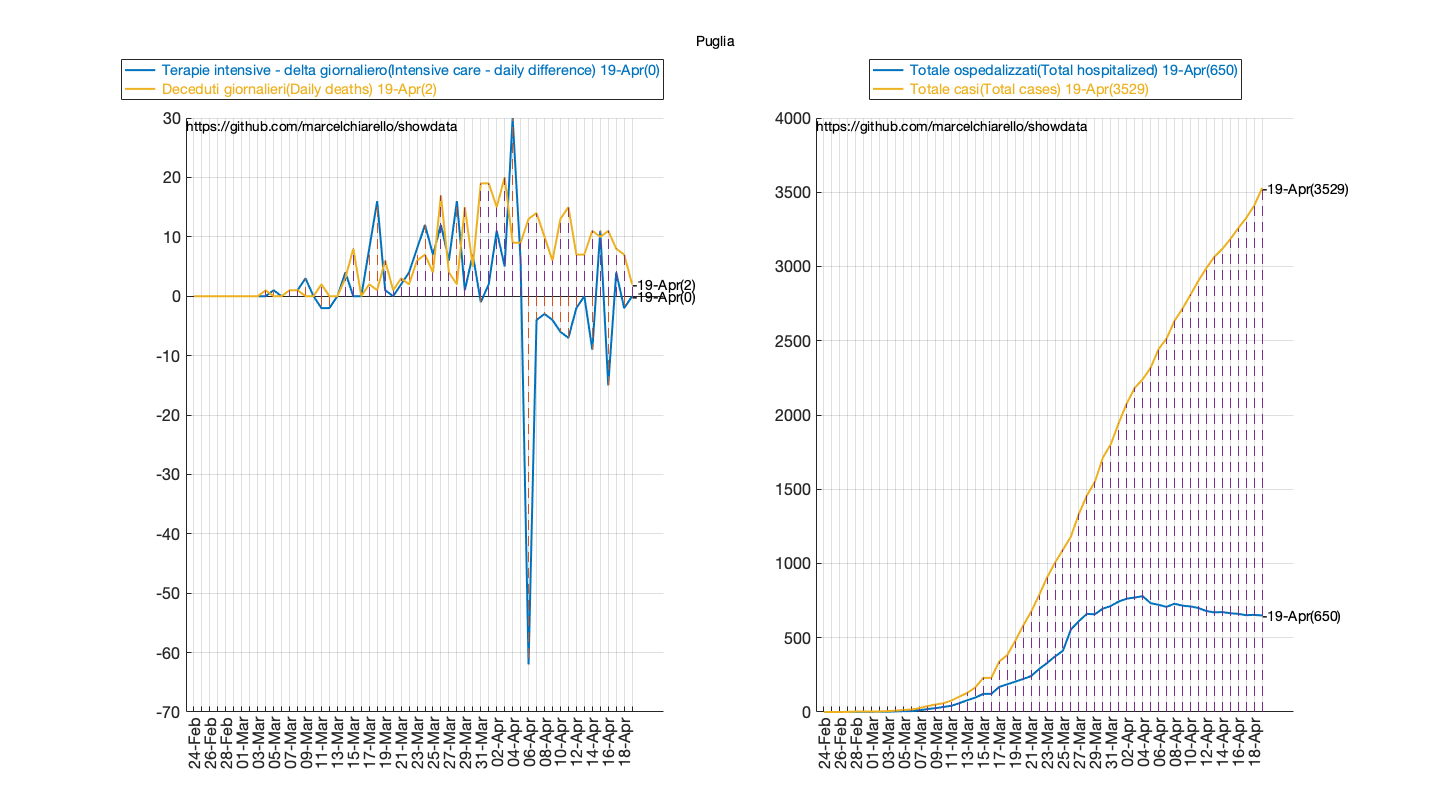 Puglia
Terapie intensive - delta giornaliero(Intensive care - daily difference) 19-Apr(0)
Deceduti giornalieri(Daily deaths) 19-Apr(2)
https://github.com/marcelchiarello/showdata
30
20
10
0
-10
-20
-30
-40
-50
-60
-70
19-Apr(2)
19-Apr(0)
24-Feb
26-Feb
28-Feb
01-Mar
03-Mar
05-Mar
07-Mar
09-Mar
11-Mar
13-Mar
15-Mar
17-Mar
19-Mar
21-Mar
23-Mar
25-Mar
27-Mar
29-Mar
31-Mar
02-Apr
04-Apr
06-Apr
08-Apr
10-Apr
12-Apr
14-Apr
16-Apr
18-Apr
Totale ospedalizzati(Total hospitalized) 19-Apr(650)
Totale casi(Total cases) 19-Apr(3529)
https://github.com/marcelchiarello/showdata
4000
3500
3000
2500
2000
1500
1000
500
0
19-Apr(3529)
19-Apr(650)
24-Feb
26-Feb
28-Feb
01-Mar
03-Mar
05-Mar
07-Mar
09-Mar
11-Mar
13-Mar
15-Mar
17-Mar
19-Mar
21-Mar
23-Mar
25-Mar
27-Mar
29-Mar
31-Mar
02-Apr
04-Apr
06-Apr
08-Apr
10-Apr
12-Apr
14-Apr
16-Apr
18-Apr